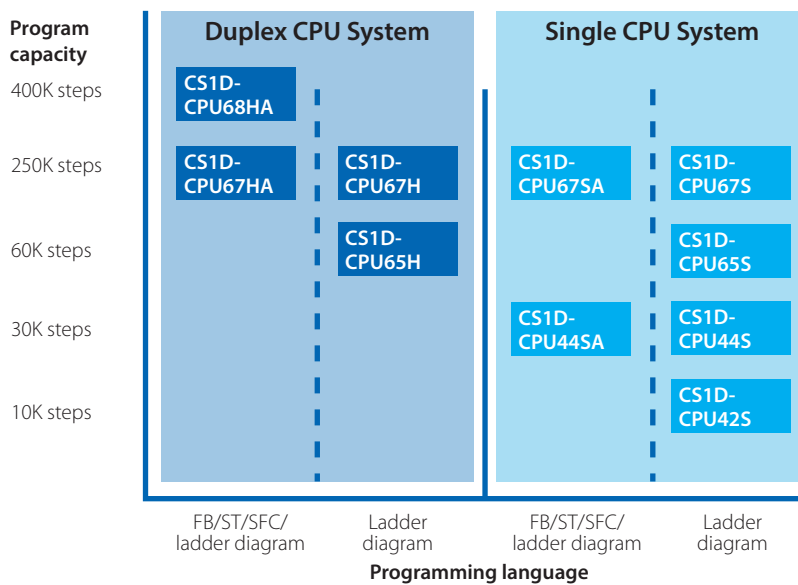 Program
capacity
Duplex CPU System
Single CPU System
400K steps
CS1D-
CPU68HA
250K steps
CS1D-
CPU67HA
CS1D-
CPU67H
CS1D-
CPU67SA
CS1D-
CPU67S
60K steps
CS1D-
CPU65H
CS1D-
CPU65S
30K steps
CS1D-
CPU44SA
CS1D-
CPU44S
10K steps
CS1D-
CPU42S
FB/ST/SFC/
ladder diagram
Ladder
diagram
FB/ST/SFC/
ladder diagram
Ladder
diagram
Programming language